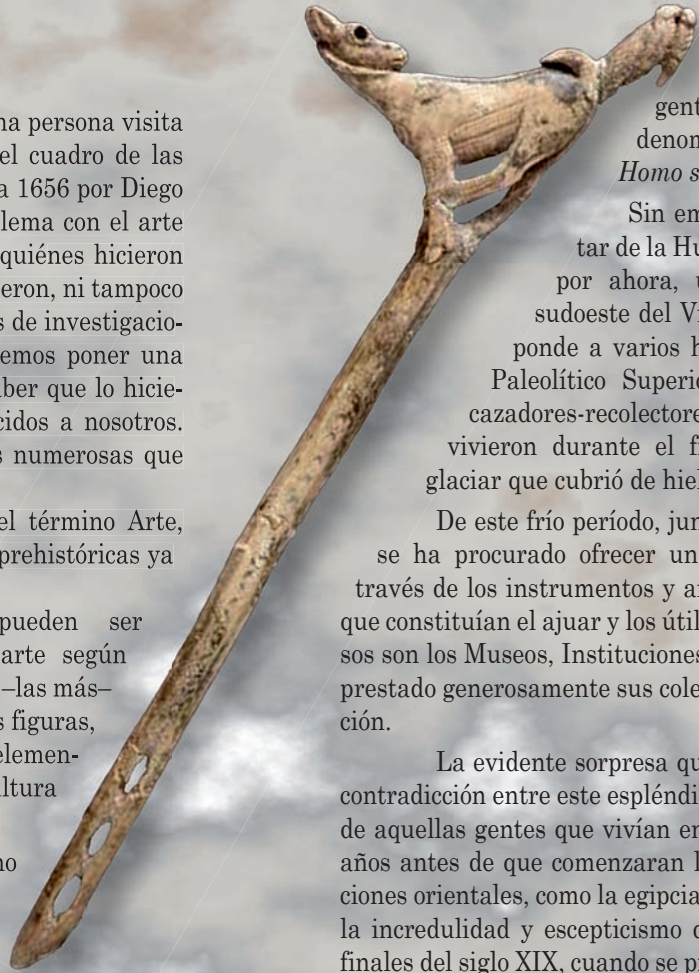 na persona visita
el cuadro de las
a 1656 por Diego
lema con el arte
quiénes hicieron
eron, ni tampoco
s de investigacio-
emos poner una
ber que lo hicie-
cidos a nosotros.
s numerosas que
el término Arte,
prehistóricas ya
pueden ser
arte según
–las más–
s figuras,
elemen-
ltura
no
gent
denom
Homo s
Sin em
tar de la Hu
por ahora, u
sudoeste del Vi
ponde a varios h
Paleolítico Superio
cazadores-recolectore
vivieron durante el f
glaciar que cubrió de hiel
De este frío período, jun
se ha procurado ofrecer un
través de los instrumentos y ar
que constituían el ajuar y los útil
sos son los Museos, Instituciones
prestado generosamente sus cole
ción.
La evidente sorpresa qu
contradicción entre este espléndi
de aquellas gentes que vivían en
años antes de que comenzaran l
ciones orientales, como la egipcia
la incredulidad y escepticismo d
finales del siglo XIX, cuando se p